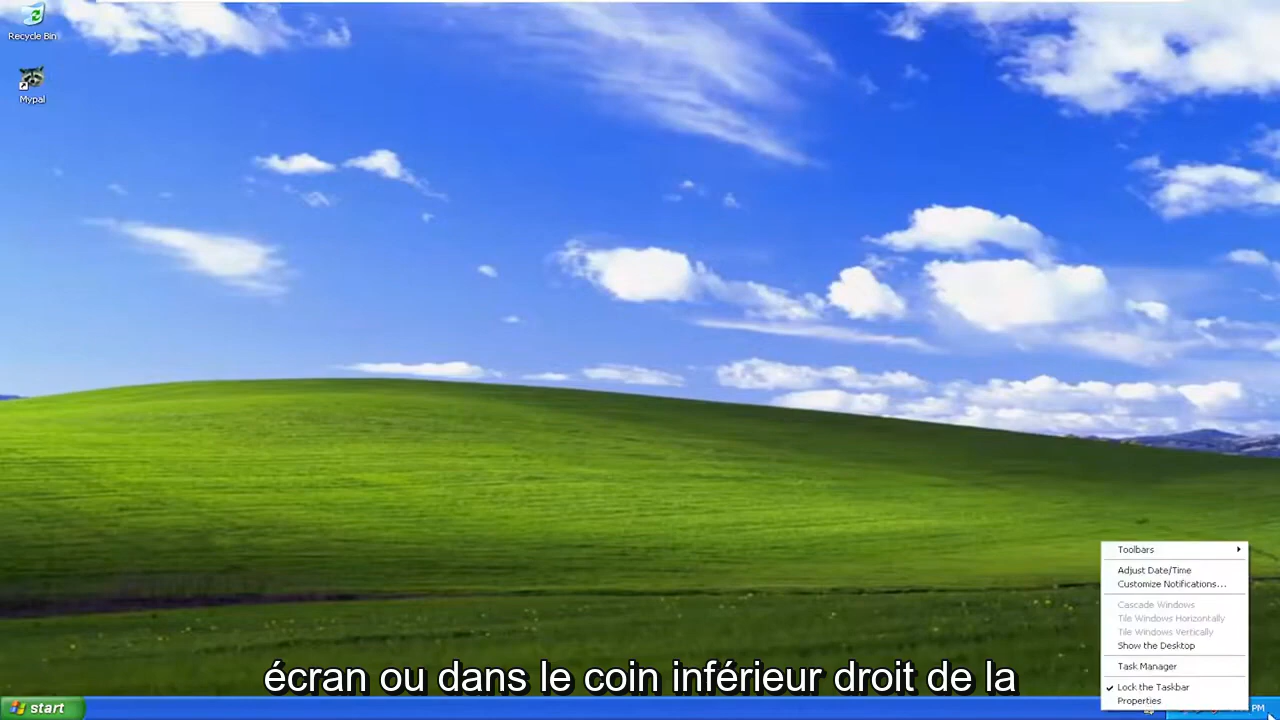 Recycle Bin
Mypal
Toolbars
Adjust Date/Time
Customize Notifications...
Cascade Windows
Tile Windows Horizontally
Tile Windows Vertically
Show the Desktop
Task Manager
Lock the Taskbar
Properties
écran ou dans le coin inférieur droit de la
start
PM